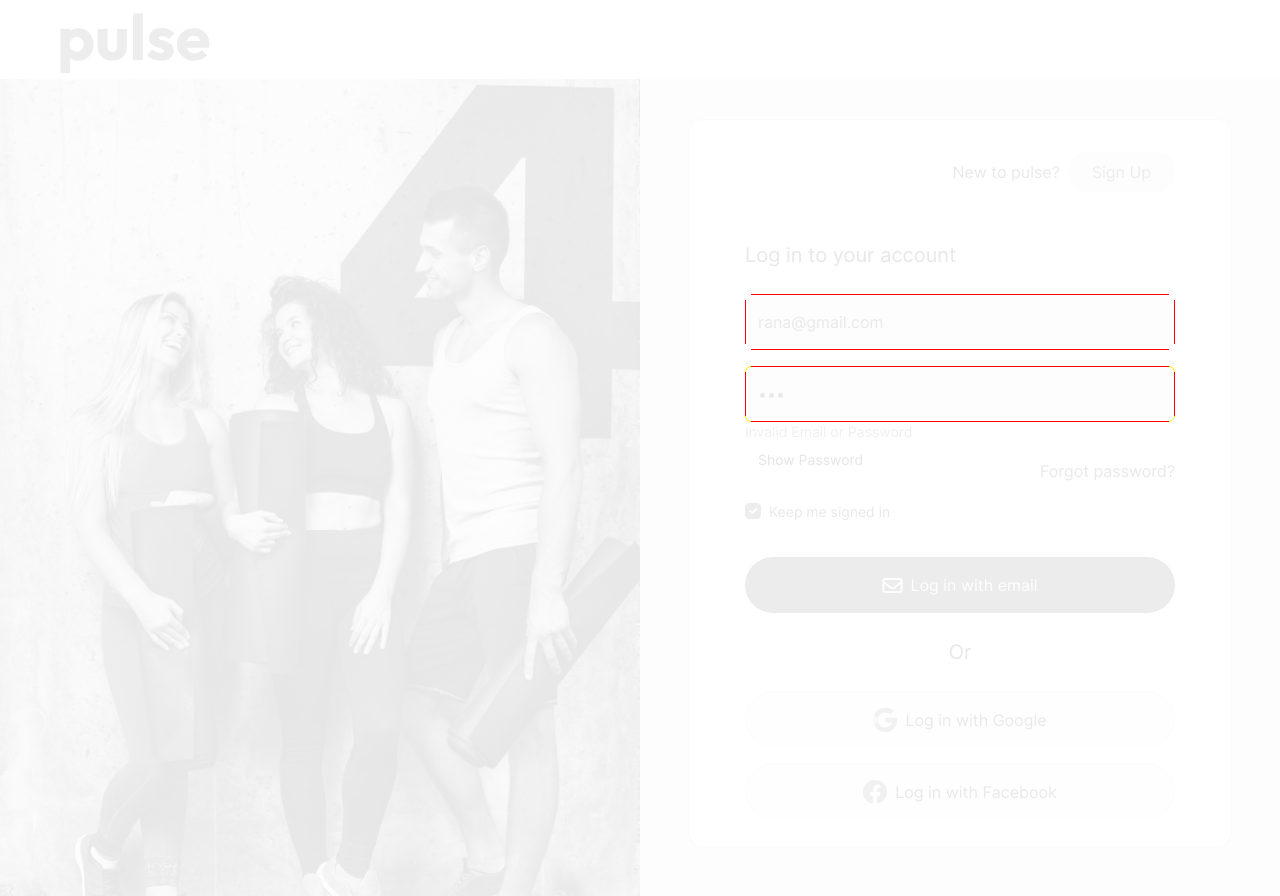 pulse
New to pulse? Sign Up
Log in to your account
rana@gmail.com
•••
Invalid Email or Password
Show Password
Forgot password?
Keep me signed in
Log in with email
Or
Log in with Google
Log in with Facebook